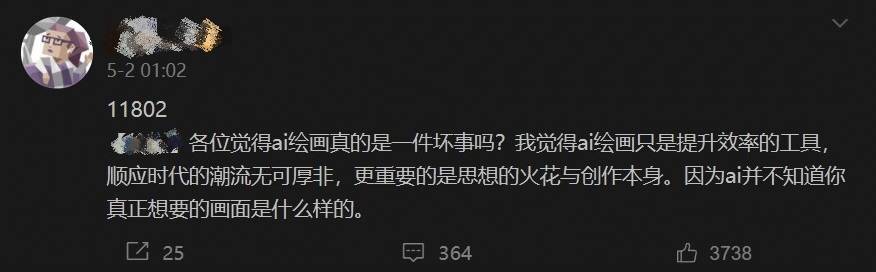 5-2 01:02
11802
各位觉得ai绘画真的是一件坏事吗？我觉得ai绘画只是提升效率的工具，
顺应时代的潮流无可厚非，更重要的是思想的火花与创作本身。因为ai并不知道你
真正想要的画面是什么样的。
25 364 3738